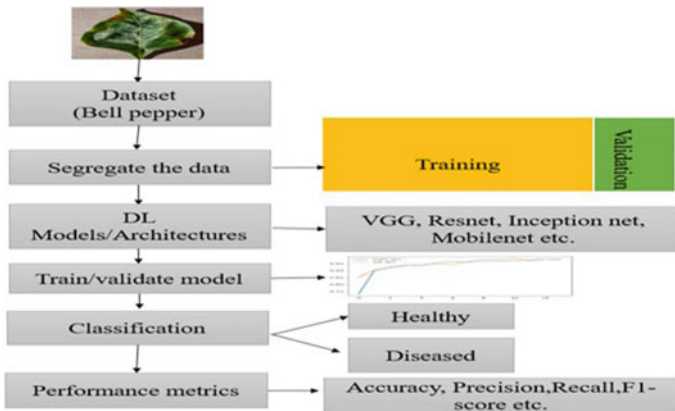 Dataset
(Bell pepper)
Segregate the data
Training
Validation
DL
Models/Architectures
VGG, Resnet, Inception net,
Mobilenet etc.
Train/validate model
Classification
Healthy
Diseased
Performance metrics
Accuracy, Precision,Recall,F1-
score etc.